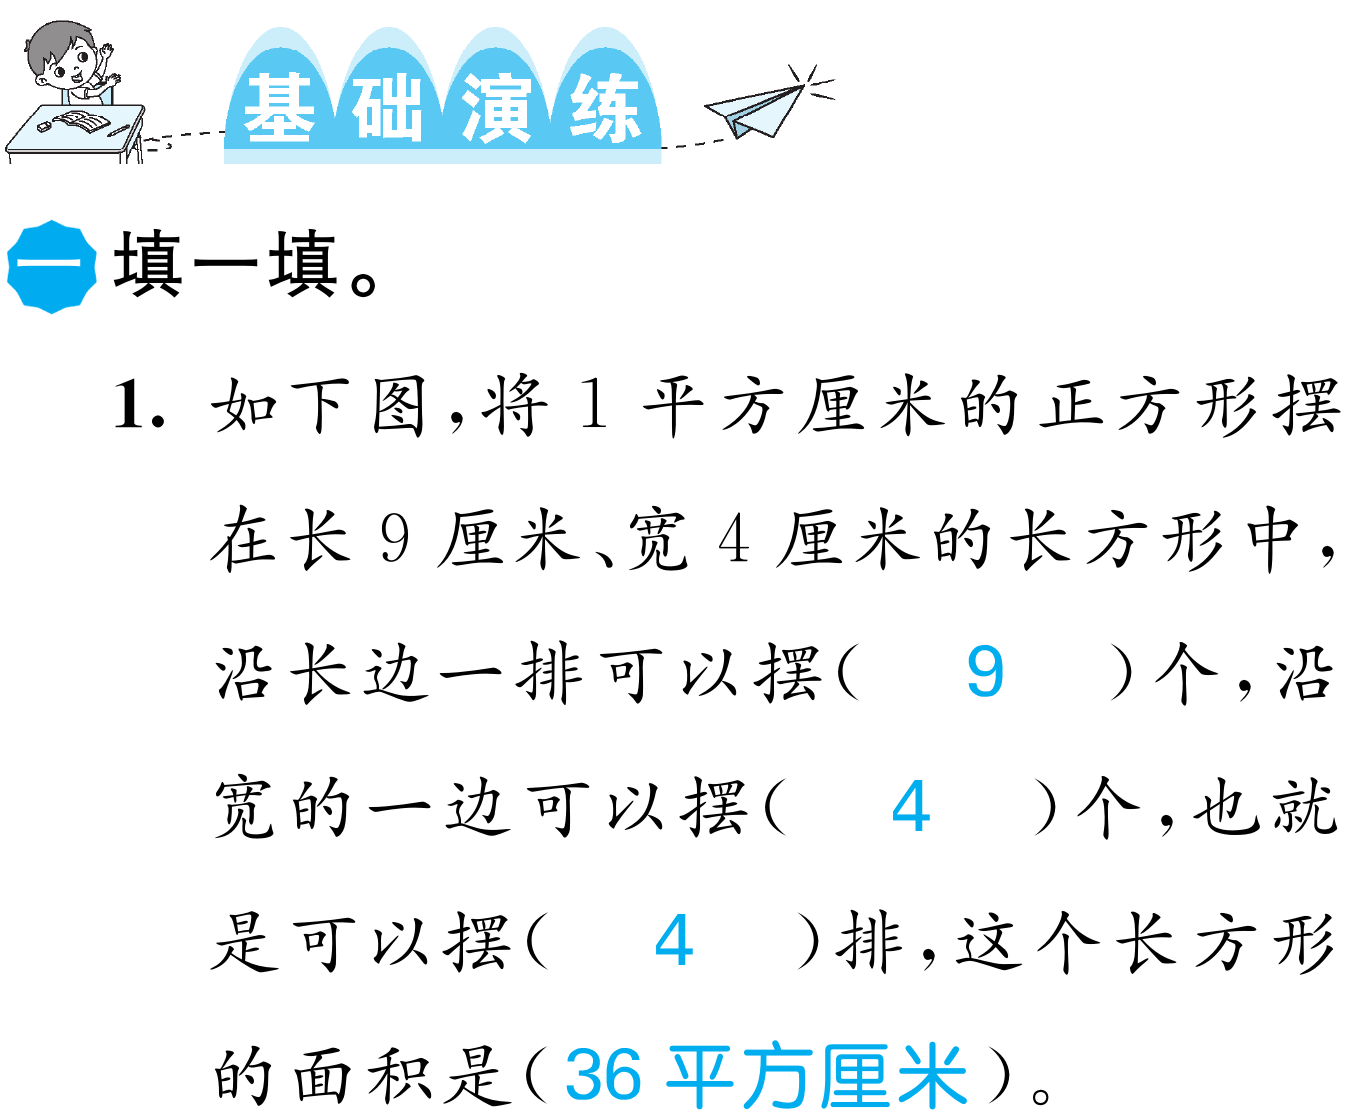 基础演练
一 填一填。
1. 如下图,将1平方厘米的正方形摆
在长9厘米、宽4厘米的长方形中,
沿长边一排可以摆( 9 )个,沿
宽的一边可以摆( 4 )个,也就
是可以摆( 4 )排,这个长方形
的面积是(36平方厘米)。